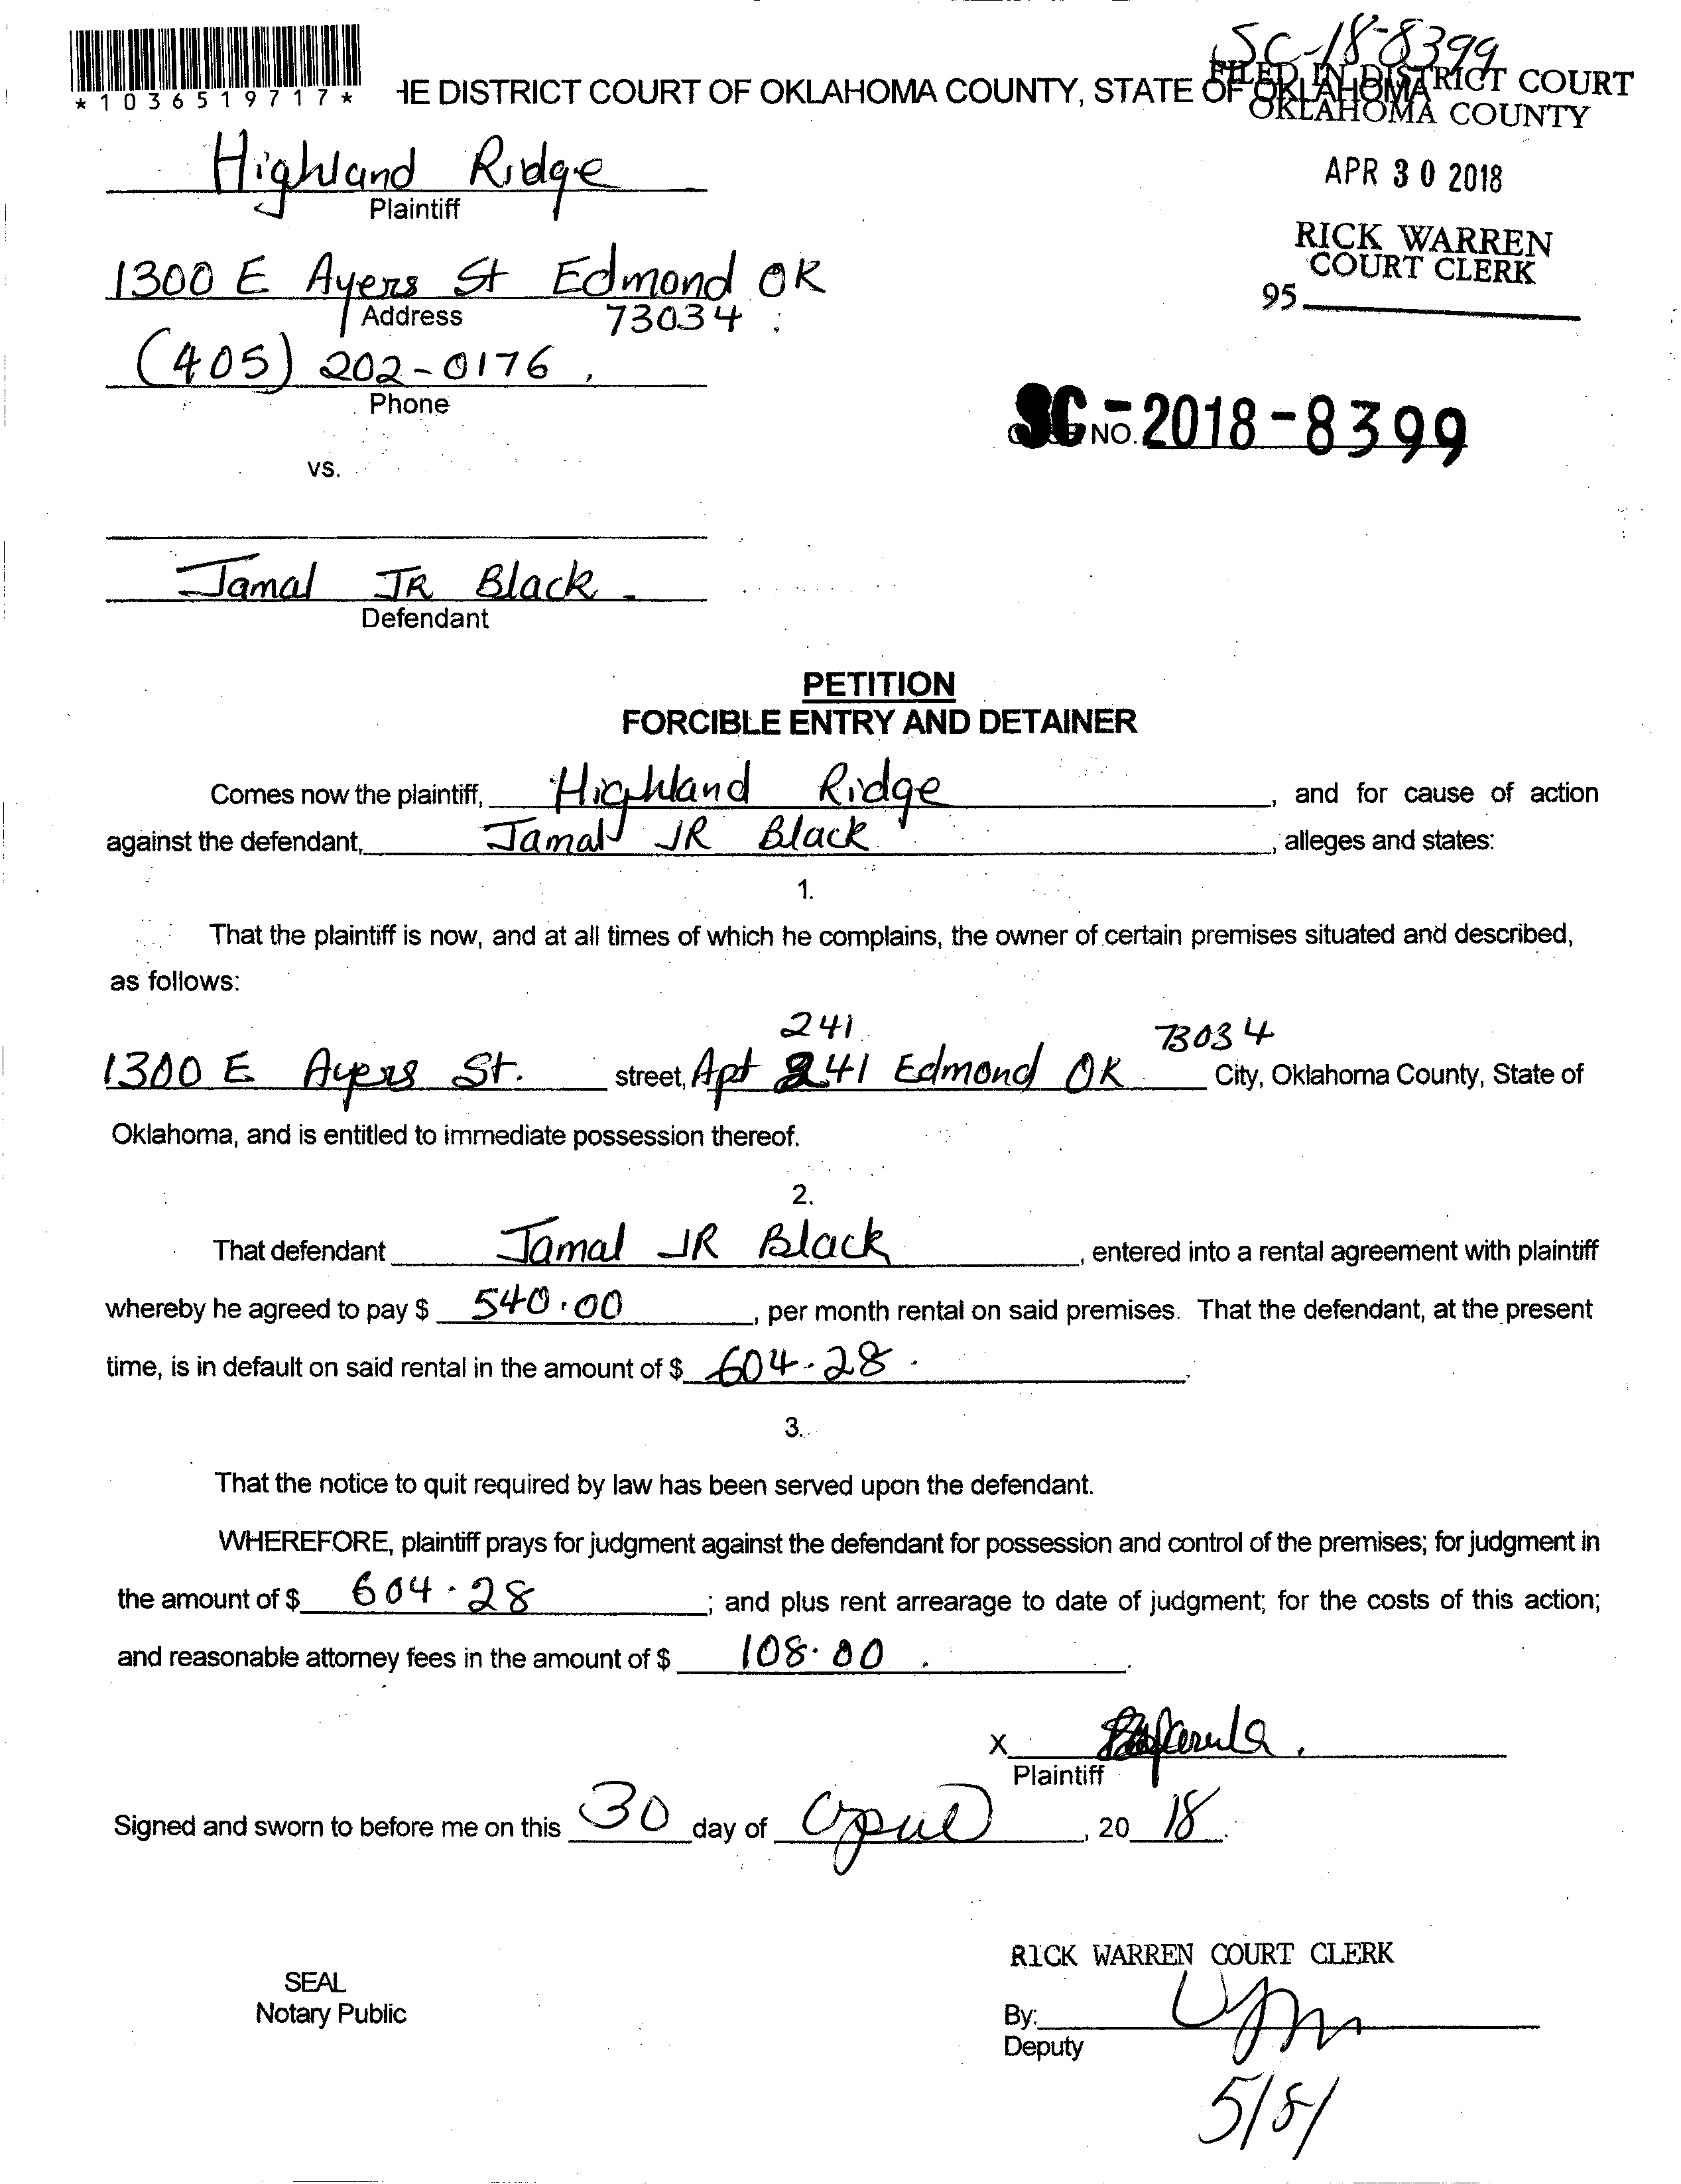 SC-18-8399
*1036519717*
HE DISTRICT COURT OF OKLAHOMA COUNTY, STATE OF OKLAHOMA
FILED IN DISTRICT COURT
OKLAHOMA COUNTY
Highland Ridge
Plaintiff
APR 30 2018
RICK WARREN
COURT CLERK
95
1300 E Ayers St Edmond OK
Address 73034
(405) 202-0176
Phone
SC-2018-8399
NO.
vs.
Jamal JR Black
Defendant
PETITION
FORCIBLE ENTRY AND DETAINER
Comes now the plaintiff, Highland Ridge, and for cause of action
against the defendant, Jamal JR Black, alleges and states:
1.
That the plaintiff is now, and at all times of which he complains, the owner of certain premises situated and described,
as follows:
241 73034
1300 E Ayers St. street, Apt 241 Edmond OK City, Oklahoma County, State of
Oklahoma, and is entitled to immediate possession thereof.
2.
That defendant Jamal JR Black, entered into a rental agreement with plaintiff
whereby he agreed to pay $ 540.00, per month rental on said premises. That the defendant, at the present
time, is in default on said rental in the amount of $ 604.28.
3.
That the notice to quit required by law has been served upon the defendant.
WHEREFORE, plaintiff prays for judgment against the defendant for possession and control of the premises; for judgment in
the amount of $ 604.28; and plus rent arrearage to date of judgment; for the costs of this action;
and reasonable attorney fees in the amount of $ 108.00.
X
Plaintiff
Signed and sworn to before me on this 30 day of April, 20 18.
RICK WARREN COURT CLERK
SEAL
Notary Public
By:
Deputy
5/8/